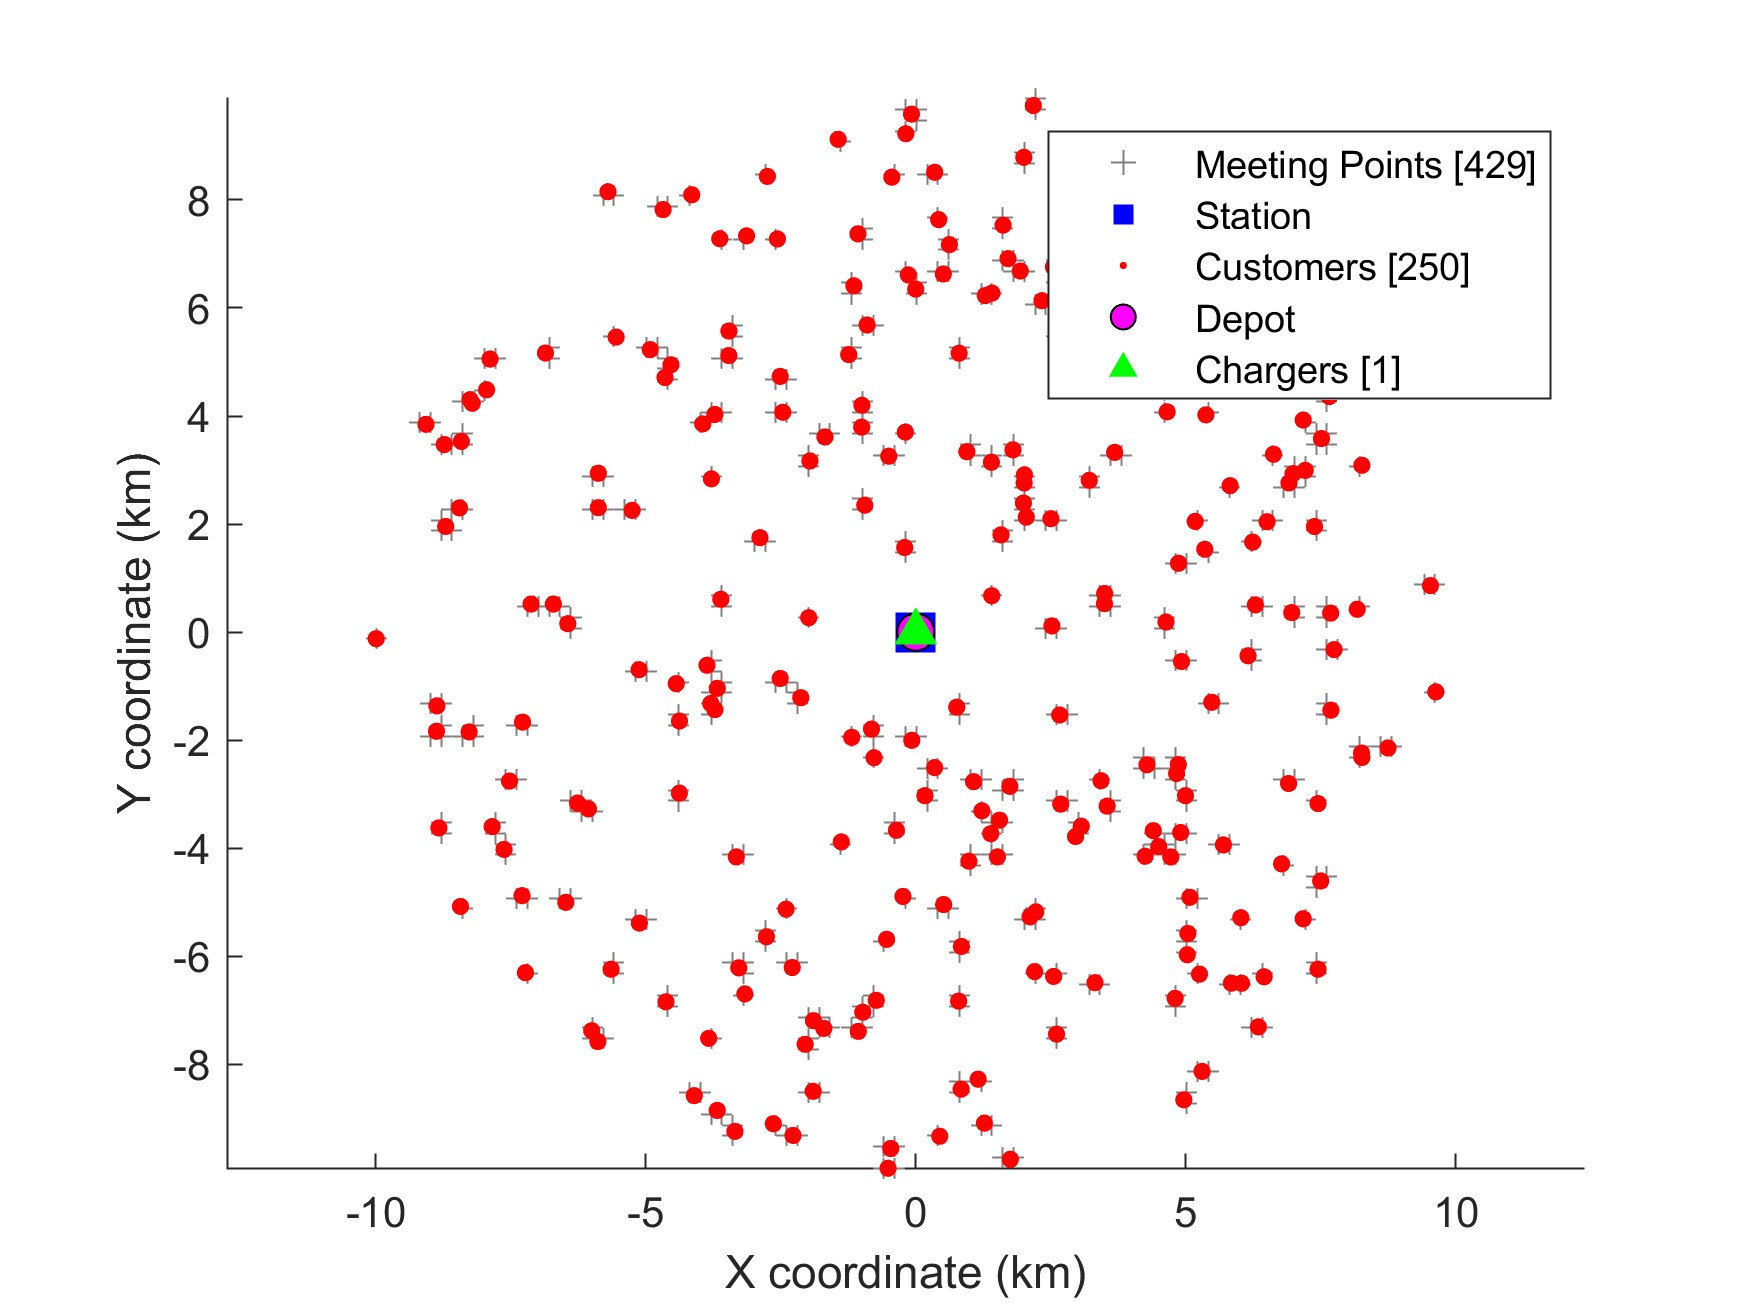 Meeting Points [429]
Station
Customers [250]
Depot
Chargers [1]
8
6
4
2
0
-2
-4
-6
-8
Y coordinate (km)
-10 -5 0 5 10
X coordinate (km)